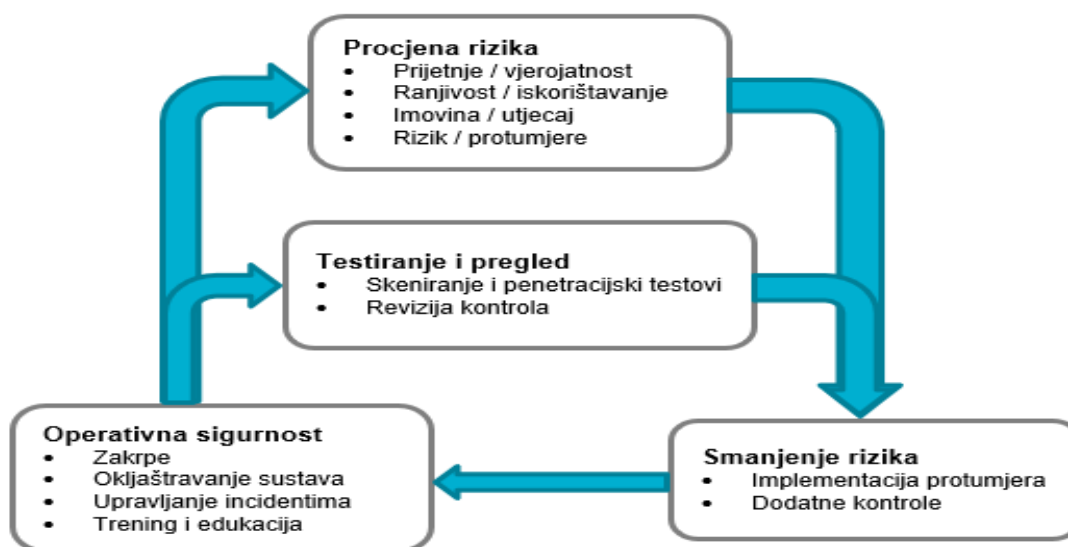 Procjena rizika
• Prijetnje / vjerojatnost
• Ranjivost / iskorištavanje
• Imovina / utjecaj
• Rizik / protumjere
Testiranje i pregled
• Skeniranje i penetracijski testovi
• Revizija kontrola
Operativna sigurnost
• Zakrpe
• Okljaštravanje sustava
• Upravljanje incidentima
• Trening i edukacija
Smanjenje rizika
• Implementacija protumjera
• Dodatne kontrole